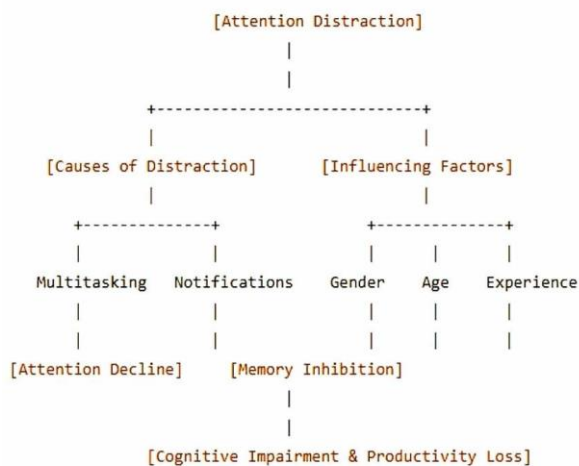 [Attention Distraction]
[Causes of Distraction] [Influencing Factors]
Multitasking Notifications Gender Age Experience
[Attention Decline] [Memory Inhibition]
[Cognitive Impairment & Productivity Loss]